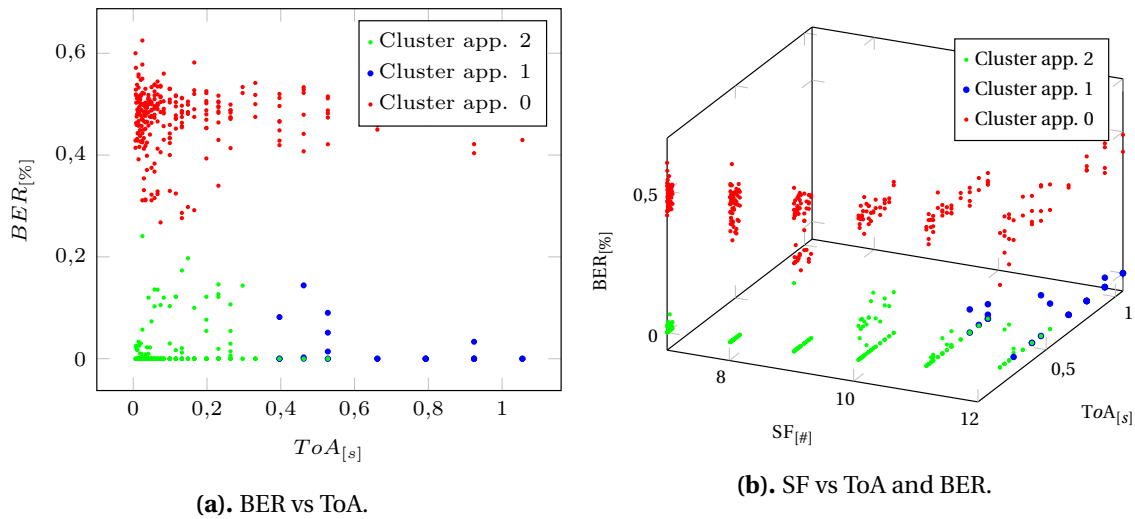 Cluster app. 2
Cluster app. 1
Cluster app. 0
0,6
0,4
0,2
0
BER[%]
0 0,2 0,4 0,6 0,8 1
ToA[s]
(a). BER vs ToA.
Cluster app. 2
Cluster app. 1
Cluster app. 0
0,5
0
BER[%]
8
10
12
SF[#]
0,5
1
ToA[s]
(b). SF vs ToA and BER.